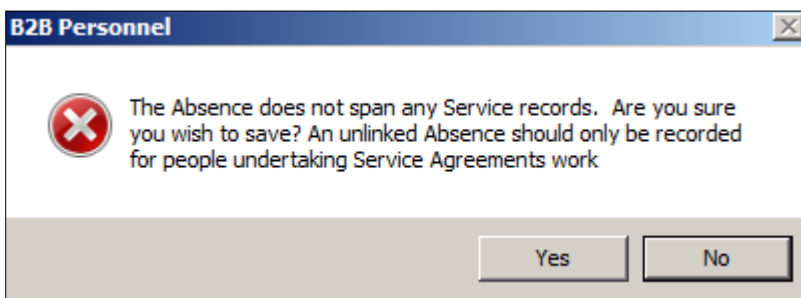 B2B Personnel
The Absence does not span any Service records. Are you sure
you wish to save? An unlinked Absence should only be recorded
for people undertaking Service Agreements work
Yes No